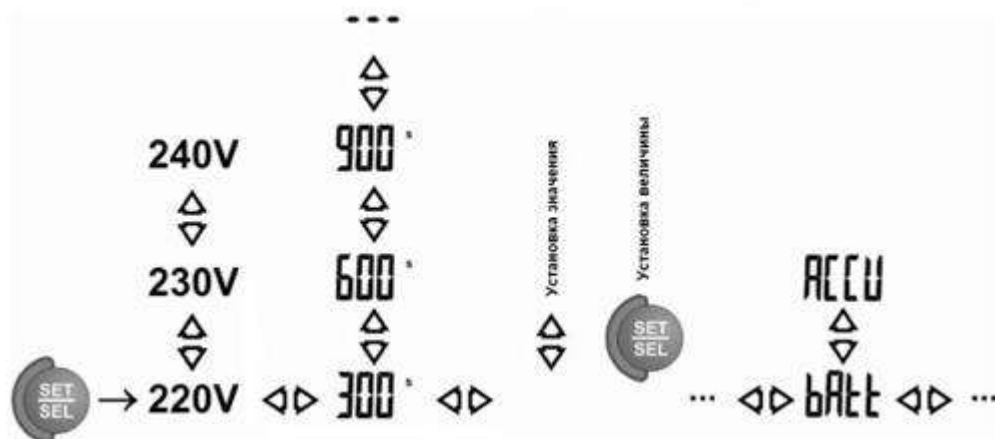 ---
900 s
240V
600 s
230V
Установка значения
Установка величины
ACCU
SET
SEL
SET
SEL
220V
300 s
...
bAtt
...